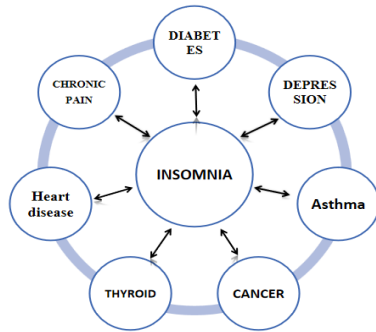 DIABET
ES
DEPRES
SION
Asthma
CANCER
THYROID
Heart
disease
CHRONIC
PAIN
INSOMNIA